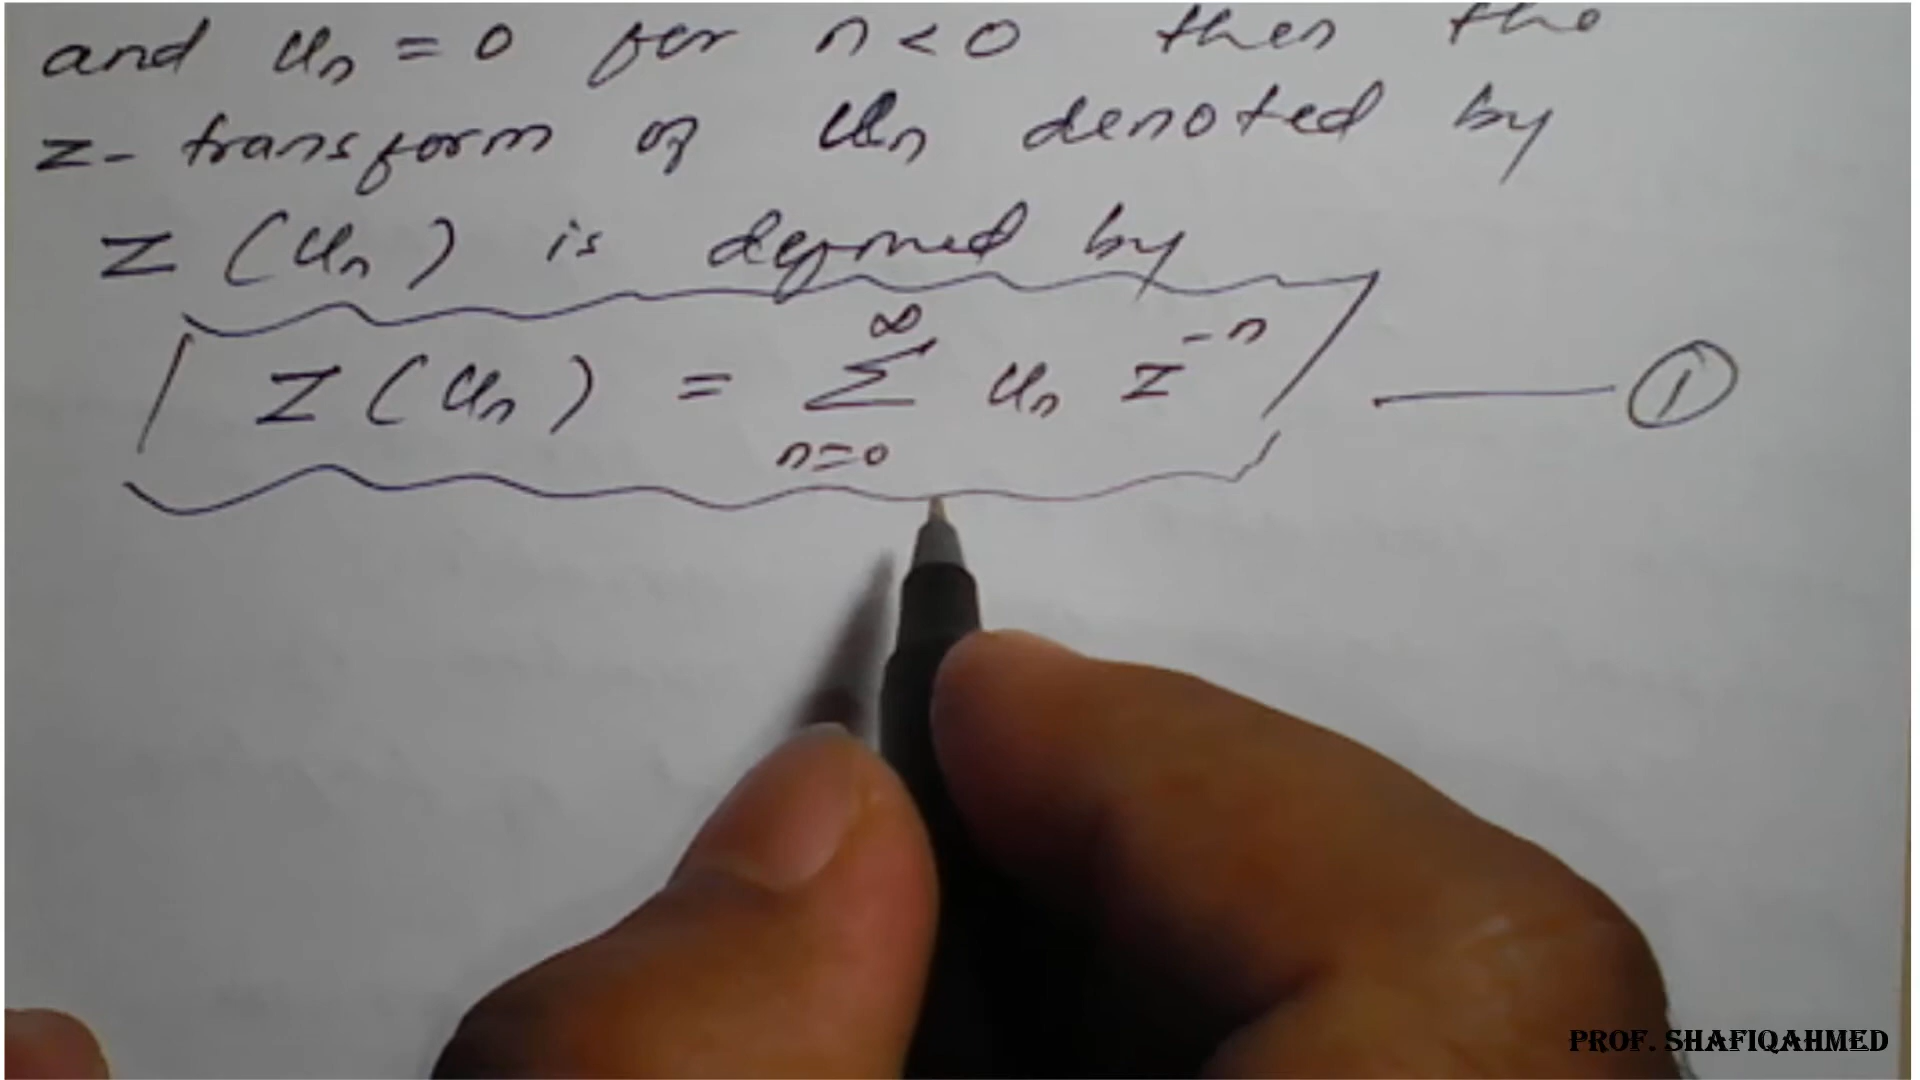 and uₙ = 0 for n < 0 then the
z- transform of uₙ denoted by
Z (uₙ) is defined by
Z (uₙ) = ∑_{n=0}^{∞} uₙ z⁻ⁿ —— ①
PROF. SHAFIQAHMED